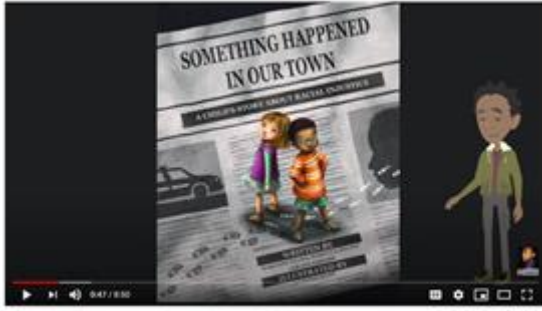 SOMETHING HAPPENED
IN OUR TOWN
A CHILD'S STORY ABOUT RACIAL INJUSTICE
WRITTEN BY
ILLUSTRATED BY
0:47 / 8:50